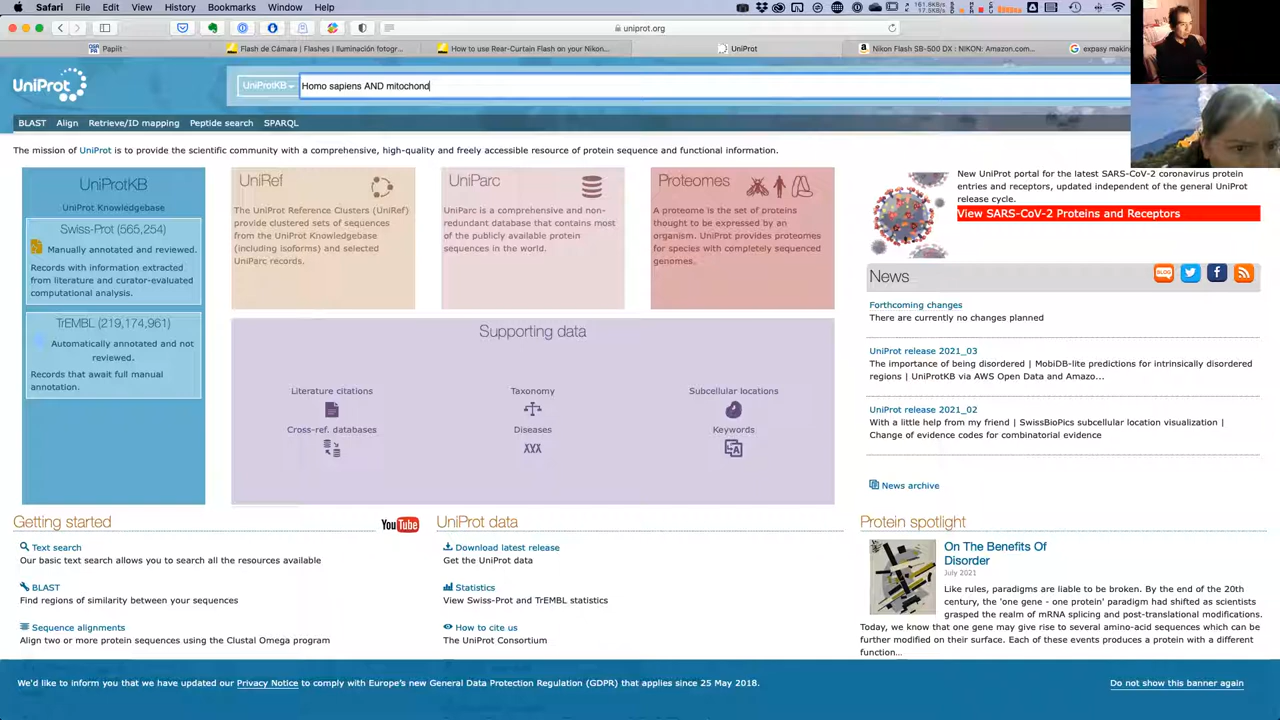 Safari File Edit View History Bookmarks Window Help
161.8KB
17.5KB
uniprot.org
Papiit
Flash de Cámara | Flashes | Iluminación fotogr...
How to use Rear-Curtain Flash on your Nikon...
UniProt
Nikon Flash SB-500 DX : NIKON: Amazon.com...
expasy making
UniProt
UniProtKB
Homo sapiens AND mitochond
BLAST Align Retrieve/ID mapping Peptide search SPARQL
The mission of UniProt is to provide the scientific community with a comprehensive, high-quality and freely accessible resource of protein sequence and functional information.
UniProtKB
UniProt Knowledgebase
Swiss-Prot (565,254)
Manually annotated and reviewed.
Records with information extracted
from literature and curator-evaluated
computational analysis.
TrEMBL (219,174,961)
Automatically annotated and not
reviewed.
Records that await full manual
annotation.
UniRef
The UniProt Reference Clusters (UniRef)
provide clustered sets of sequences
from the UniProt Knowledgebase
(including isoforms) and selected
UniParc records.
UniParc
UniParc is a comprehensive and non-
redundant database that contains most
of the publicly available protein
sequences in the world.
Proteomes
A proteome is the set of proteins
thought to be expressed by an
organism. UniProt provides proteomes
for species with completely sequenced
genomes.
Supporting data
Literature citations
Taxonomy
Subcellular locations
Cross-ref. databases
Diseases
Keywords
New UniProt portal for the latest SARS-CoV-2 coronavirus protein
entries and receptors, updated independent of the general UniProt
release cycle.
View SARS-CoV-2 Proteins and Receptors
News
BLOG
Forthcoming changes
There are currently no changes planned
UniProt release 2021_03
The importance of being disordered | MobiDB-lite predictions for intrinsically disordered
regions | UniProtKB via AWS Open Data and Amazo...
UniProt release 2021_02
With a little help from my friend | SwissBioPics subcellular location visualization |
Change of evidence codes for combinatorial evidence
News archive
Getting started
You Tube
Text search
Our basic text search allows you to search all the resources available
BLAST
Find regions of similarity between your sequences
Sequence alignments
Align two or more protein sequences using the Clustal Omega program
UniProt data
Download latest release
Get the UniProt data
Statistics
View Swiss-Prot and TrEMBL statistics
How to cite us
The UniProt Consortium
Protein spotlight
On The Benefits Of
Disorder
July 2021
Like rules, paradigms are liable to be broken. By the end of the 20th
century, the 'one gene - one protein' paradigm had shifted as scientists
grasped the realm of mRNA splicing and post-translational modifications.
Today, we know that one gene may give rise to several amino-acid sequences which can be
further modified on their surface. Each of these events produces a protein with a different
function...
We'd like to inform you that we have updated our Privacy Notice to comply with Europe's new General Data Protection Regulation (GDPR) that applies since 25 May 2018.
Do not show this banner again